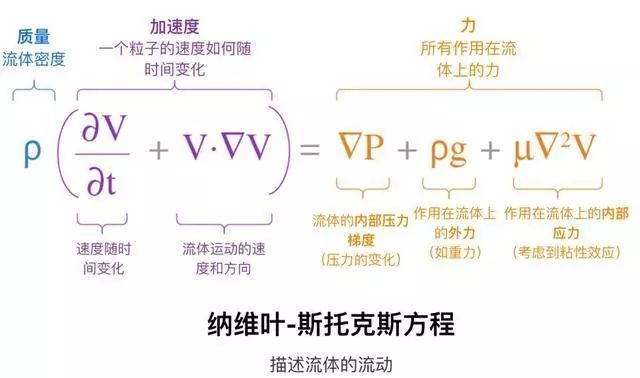 质量
流体密度
加速度
一个粒子的速度如何随
时间变化
力
所有作用在流
体上的力
ρ(∂V/∂t + V·∇V) = ∇P + ρg + μ∇²V
速度随时
间变化
流体运动的速
度和方向
流体的内部压力
梯度
(压力的变化)
作用在流体上
的外力
(如重力)
作用在流体上的内部
应力
(考虑到粘性效应)
纳维叶-斯托克斯方程
描述流体的流动